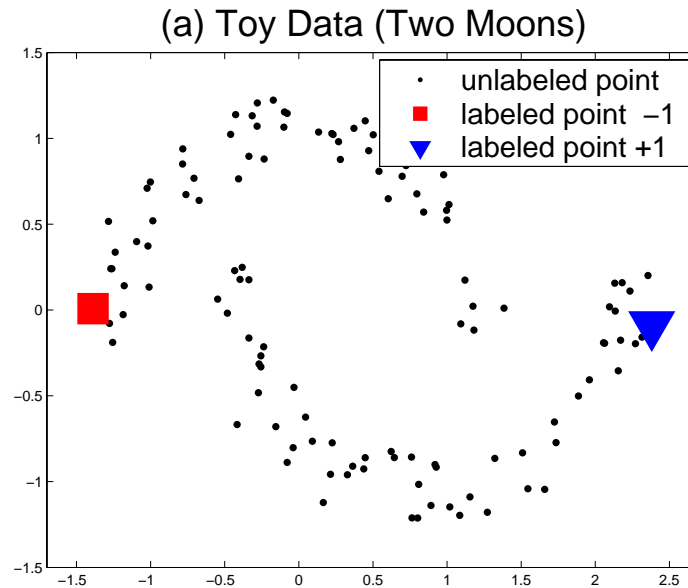 (a) Toy Data (Two Moons)
1.5
unlabeled point
labeled point −1
labeled point +1
1
0.5
0
−0.5
−1
−1.5
−1.5 −1 −0.5 0 0.5 1 1.5 2 2.5